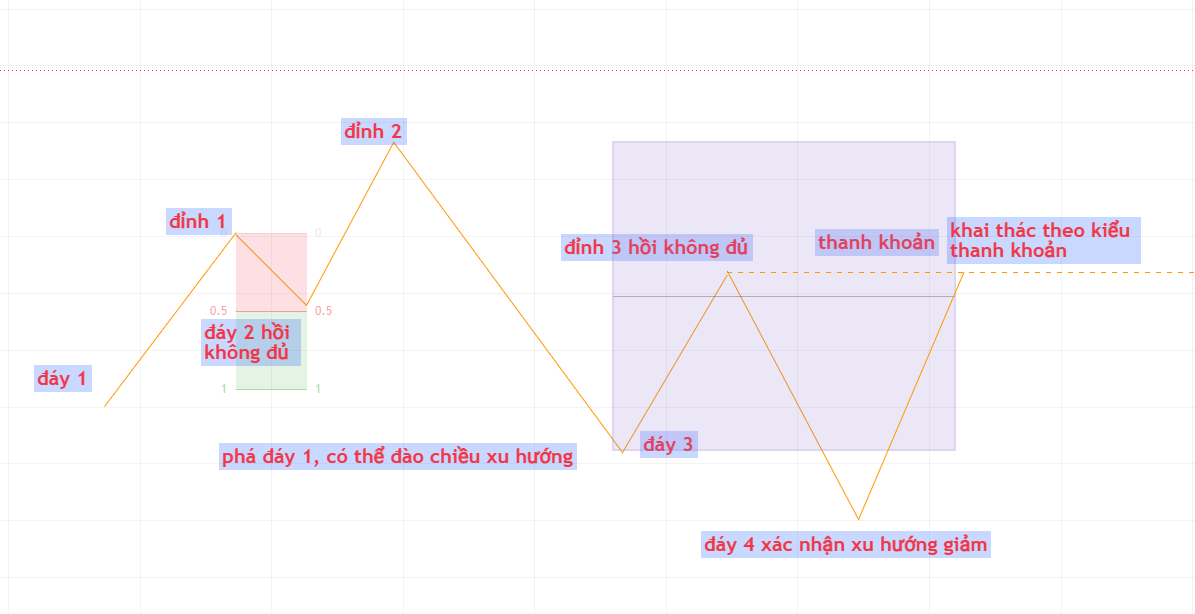 đỉnh 2
đỉnh 1
0
0
đỉnh 3 hồi không đủ
thanh khoản
khai thác theo kiểu
thanh khoản
0.5
0.5
đáy 2 hồi
không đủ
đáy 1
1
1
đáy 3
phá đáy 1, có thể đảo chiều xu hướng
đáy 4 xác nhận xu hướng giảm